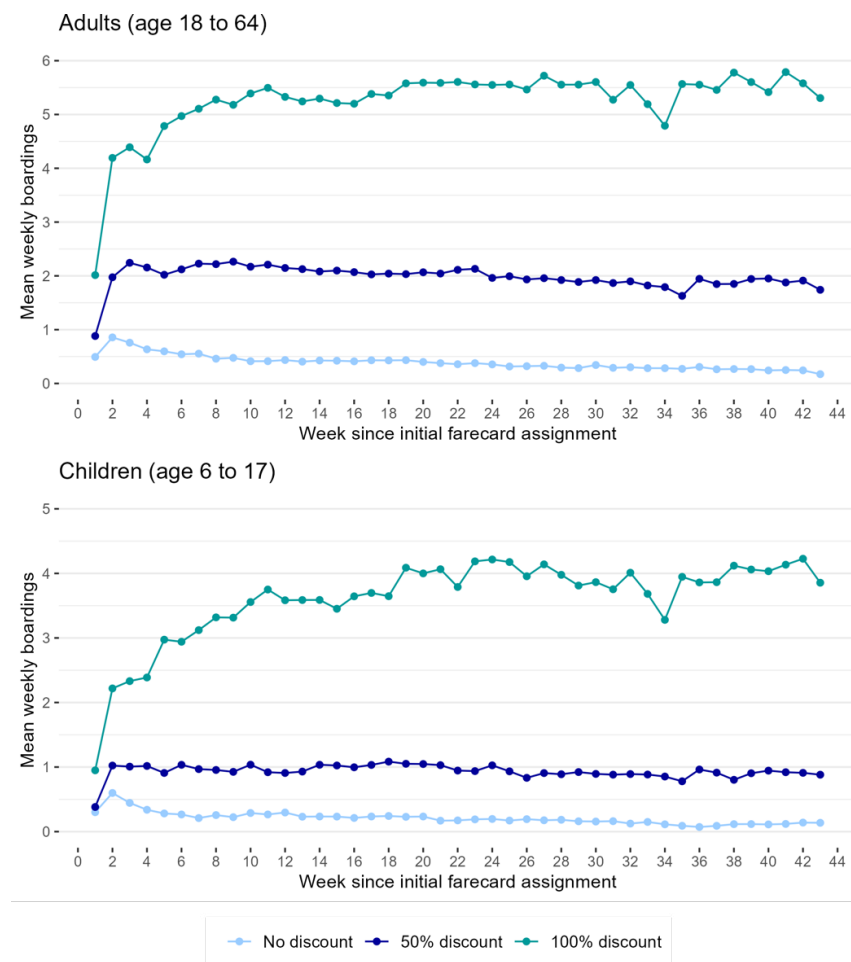 Adults (age 18 to 64)
Mean weekly boardings
6
5
4
3
2
1
0
0 2 4 6 8 10 12 14 16 18 20 22 24 26 28 30 32 34 36 38 40 42 44
Week since initial farecard assignment
Children (age 6 to 17)
Mean weekly boardings
5
4
3
2
1
0
0 2 4 6 8 10 12 14 16 18 20 22 24 26 28 30 32 34 36 38 40 42 44
Week since initial farecard assignment
No discount 50% discount 100% discount